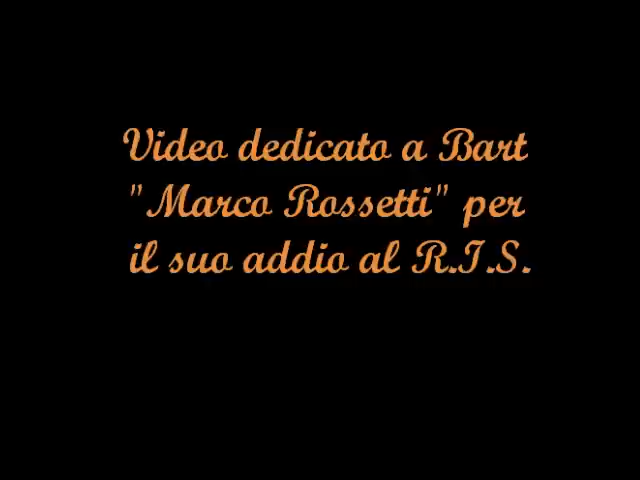 Video dedicato a Bart
"Marco Rossetti" per
il suo addio al R.I.S.